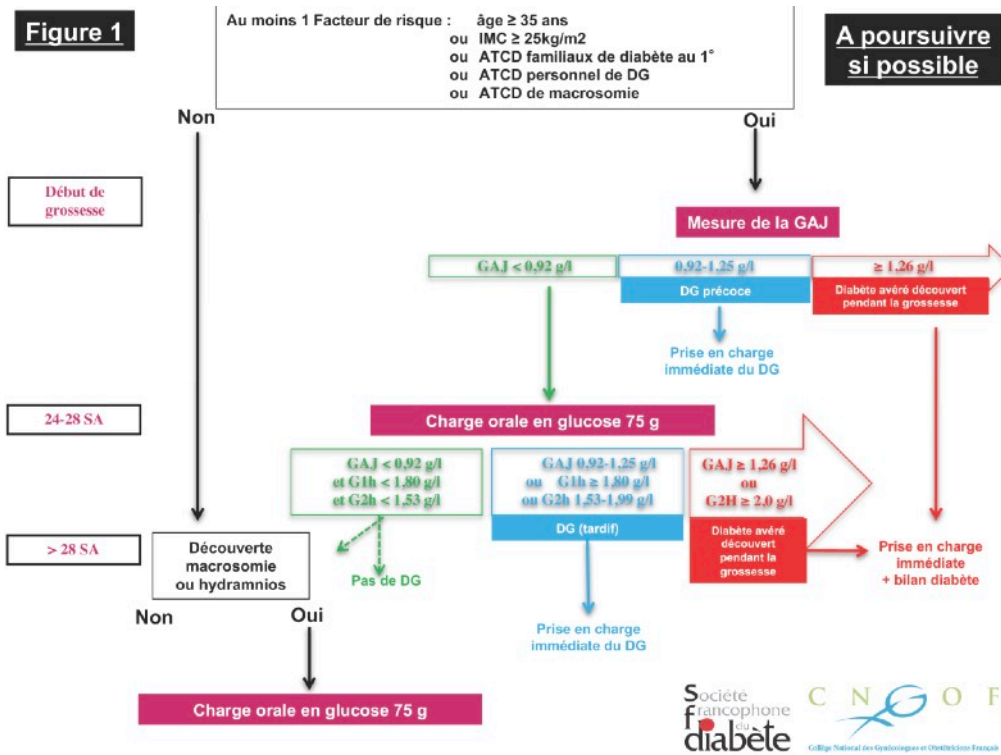 Figure 1
Au moins 1 Facteur de risque : âge ≥ 35 ans
ou IMC ≥ 25kg/m2
ou ATCD familiaux de diabète au 1°
ou ATCD personnel de DG
ou ATCD de macrosomie
A poursuivre
si possible
Non
Oui
Début de
grossesse
Mesure de la GAJ
GAJ < 0,92 g/l
0,92-1,25 g/l
≥ 1,26 g/l
DG précoce
Diabète avéré découvert
pendant la grossesse
Prise en charge
immédiate du DG
24-28 SA
Charge orale en glucose 75 g
GAJ < 0,92 g/l
et G1h < 1,80 g/l
et G2h < 1,53 g/l
GAJ 0,92-1,25 g/l
ou G1h ≥ 1,80 g/l
ou G2h 1,53-1,99 g/l
GAJ ≥ 1,26 g/l
ou
G2H ≥ 2,0 g/l
DG (tardif)
Diabète avéré
découvert
pendant la
grossesse
> 28 SA
Découverte
macrosomie
ou hydramnios
Pas de DG
Prise en charge
immédiate
+ bilan diabète
Non
Oui
Prise en charge
immédiate du DG
Charge orale en glucose 75 g
Société
francophone
du
diabète
CNGOF
Collège National des Gynécologues et Obstétriciens Français